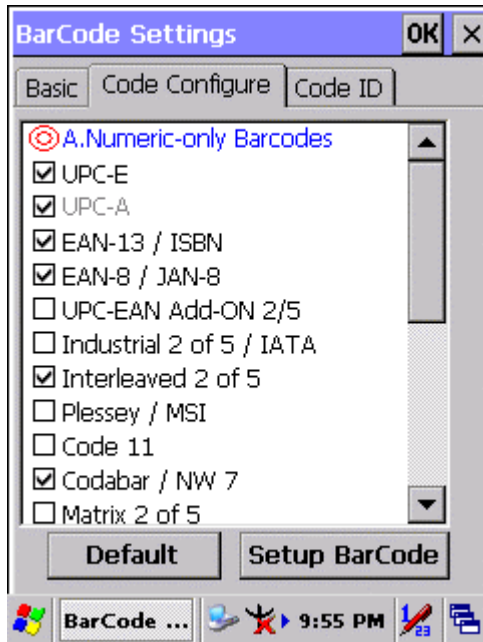 BarCode Settings OK ×
Basic Code Configure Code ID
A.Numeric-only Barcodes
UPC-E
UPC-A
EAN-13 / ISBN
EAN-8 / JAN-8
UPC-EAN Add-ON 2/5
Industrial 2 of 5 / IATA
Interleaved 2 of 5
Plessey / MSI
Code 11
Codabar / NW 7
Matrix 2 of 5
Default Setup BarCode
BarCode ... 9:55 PM 1 23